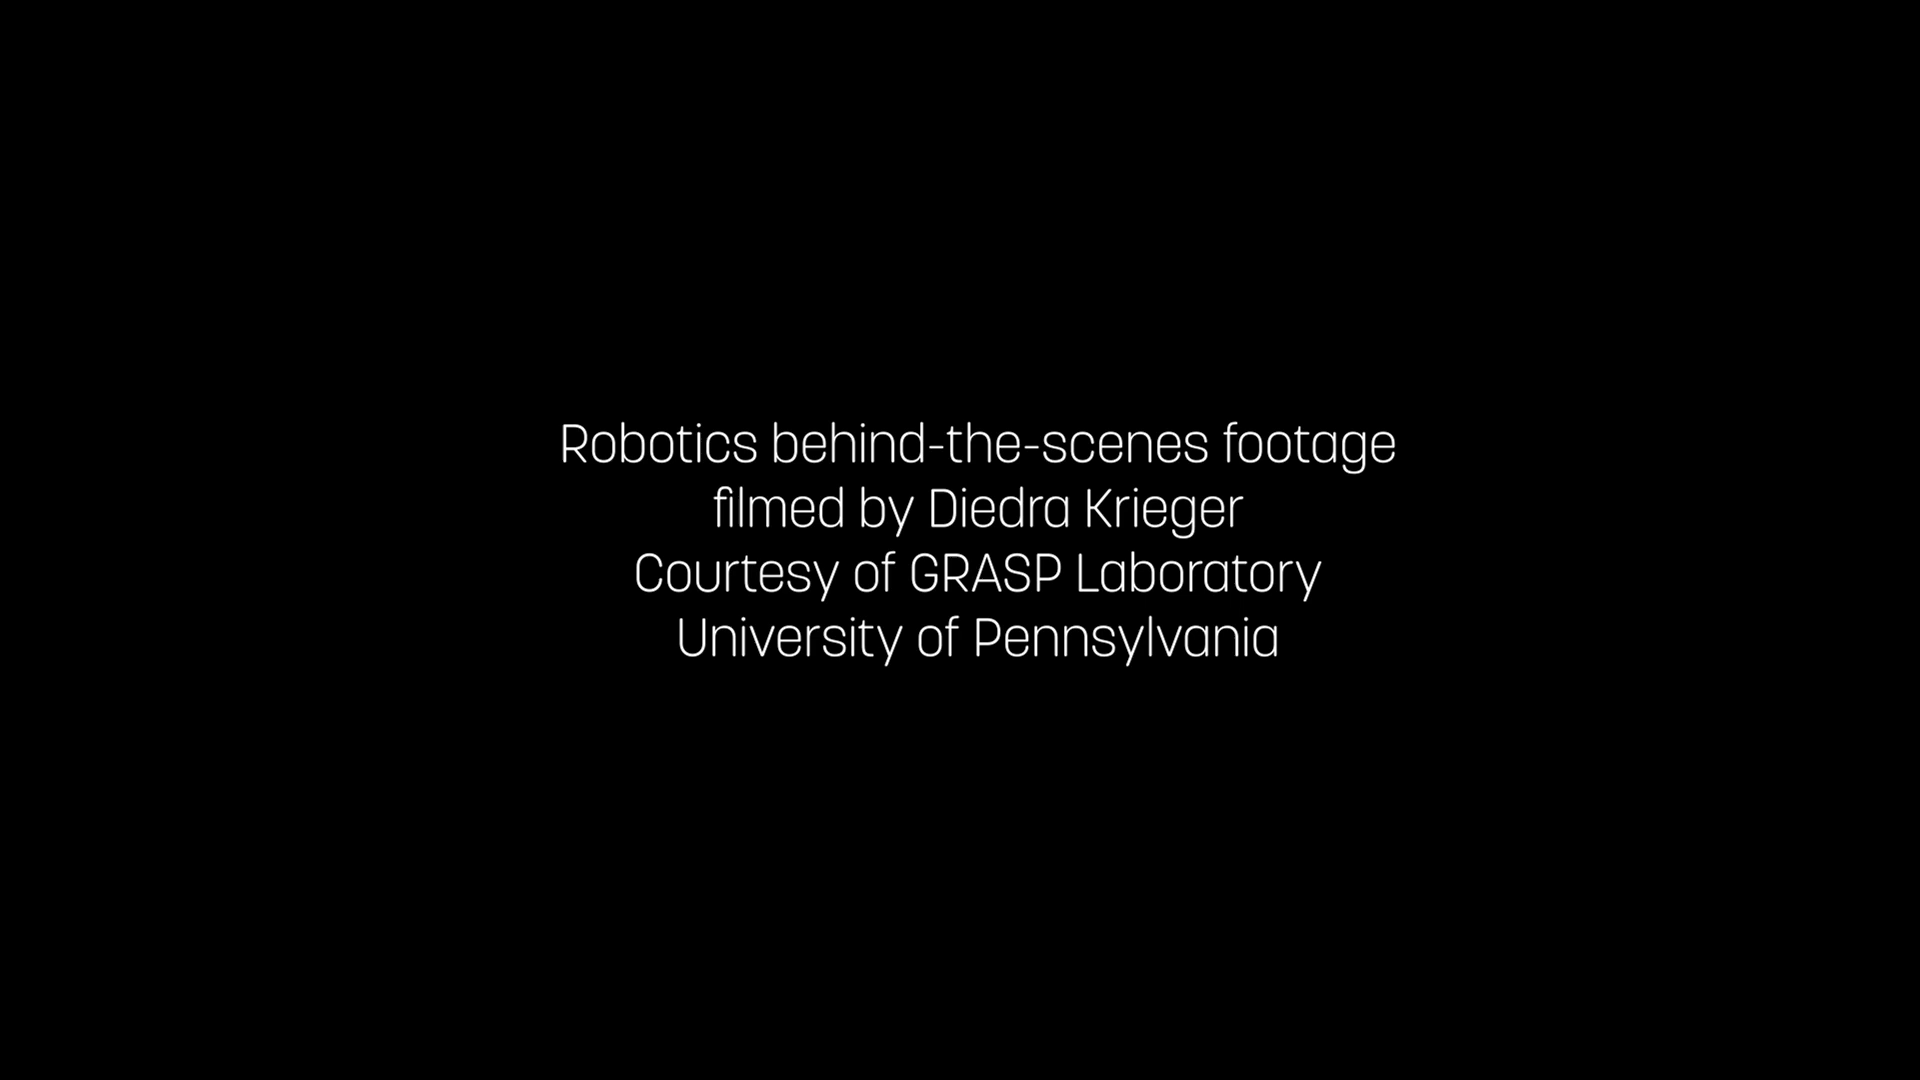 Robotics behind-the-scenes footage
filmed by Diedra Krieger
Courtesy of GRASP Laboratory
University of Pennsylvania